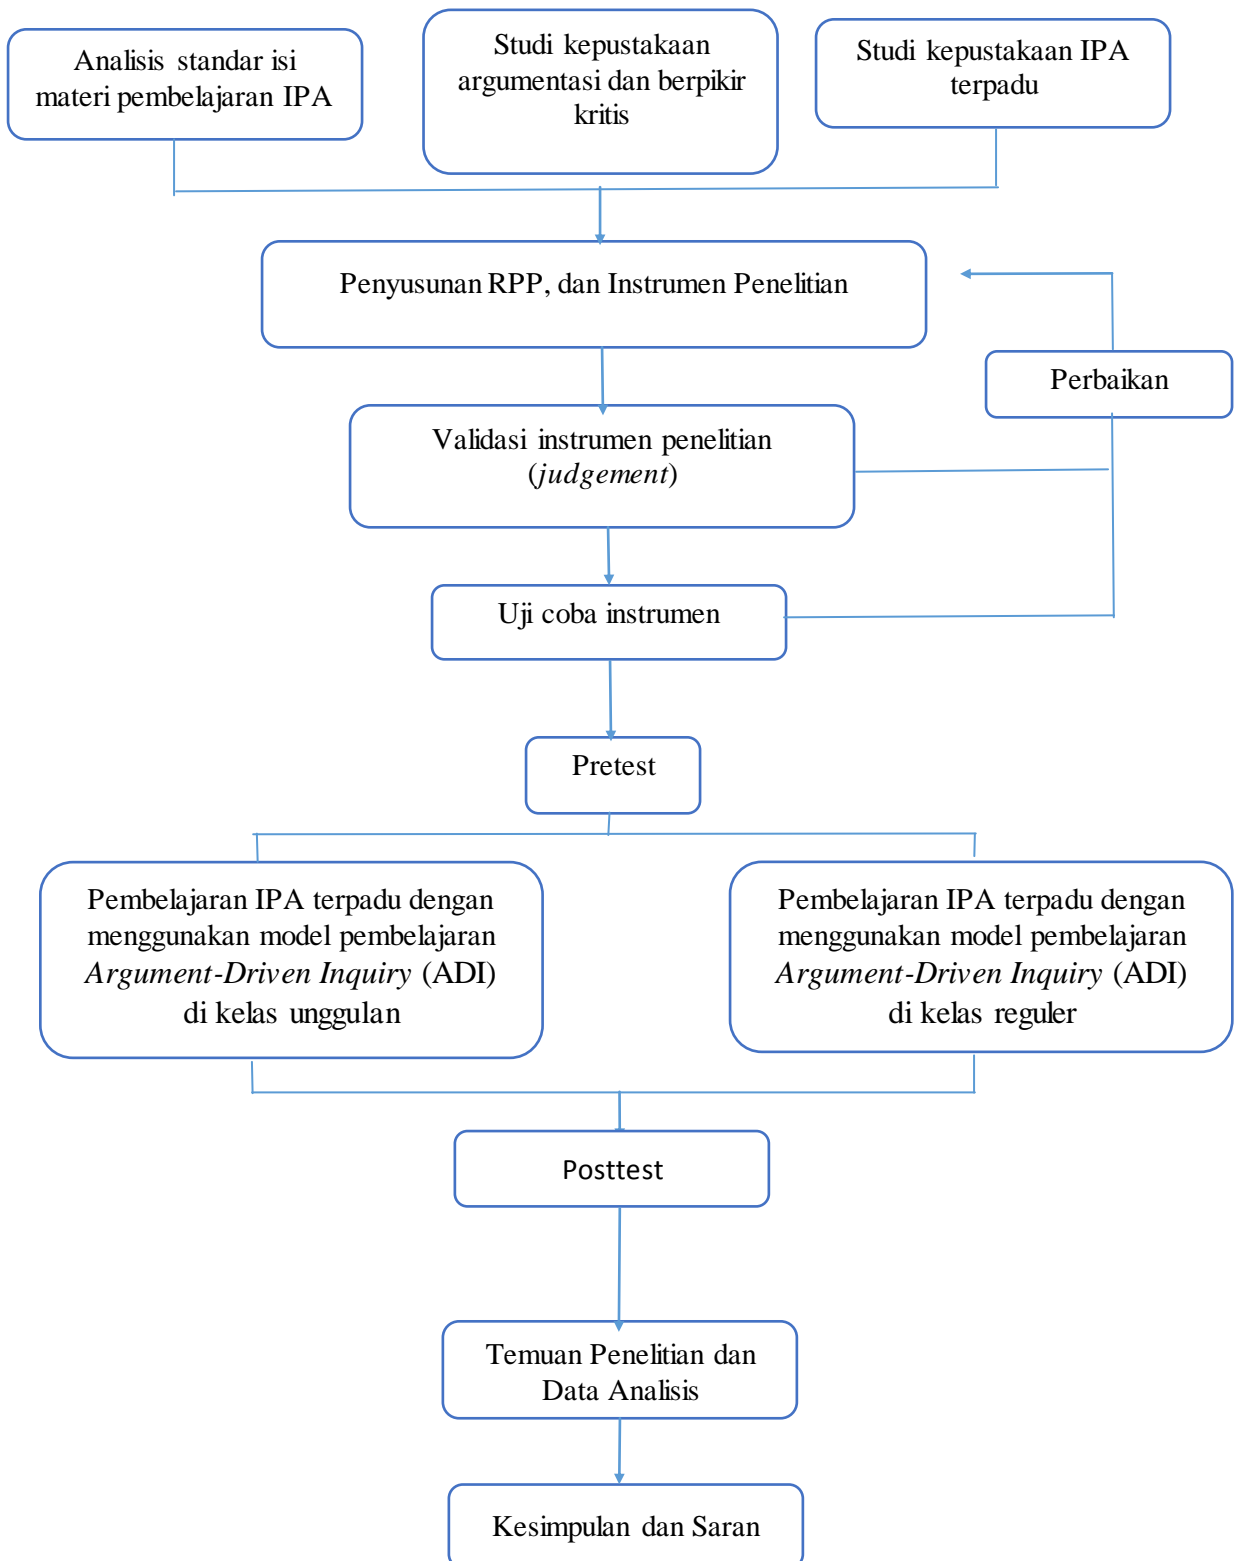 Analisis standar isi
materi pembelajaran IPA
Studi kepustakaan
argumentasi dan berpikir
kritis
Studi kepustakaan IPA
terpadu
Penyusunan RPP, dan Instrumen Penelitian
Perbaikan
Validasi instrumen penelitian
(judgement)
Uji coba instrumen
Pretest
Pembelajaran IPA terpadu dengan
menggunakan model pembelajaran
Argument-Driven Inquiry (ADI)
di kelas unggulan
Pembelajaran IPA terpadu dengan
menggunakan model pembelajaran
Argument-Driven Inquiry (ADI)
di kelas reguler
Posttest
Temuan Penelitian dan
Data Analisis
Kesimpulan dan Saran